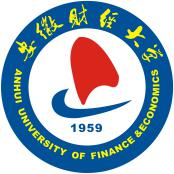 安徽财经大学
1959
ANHUI UNIVERSITY OF FINANCE & ECONOMICS